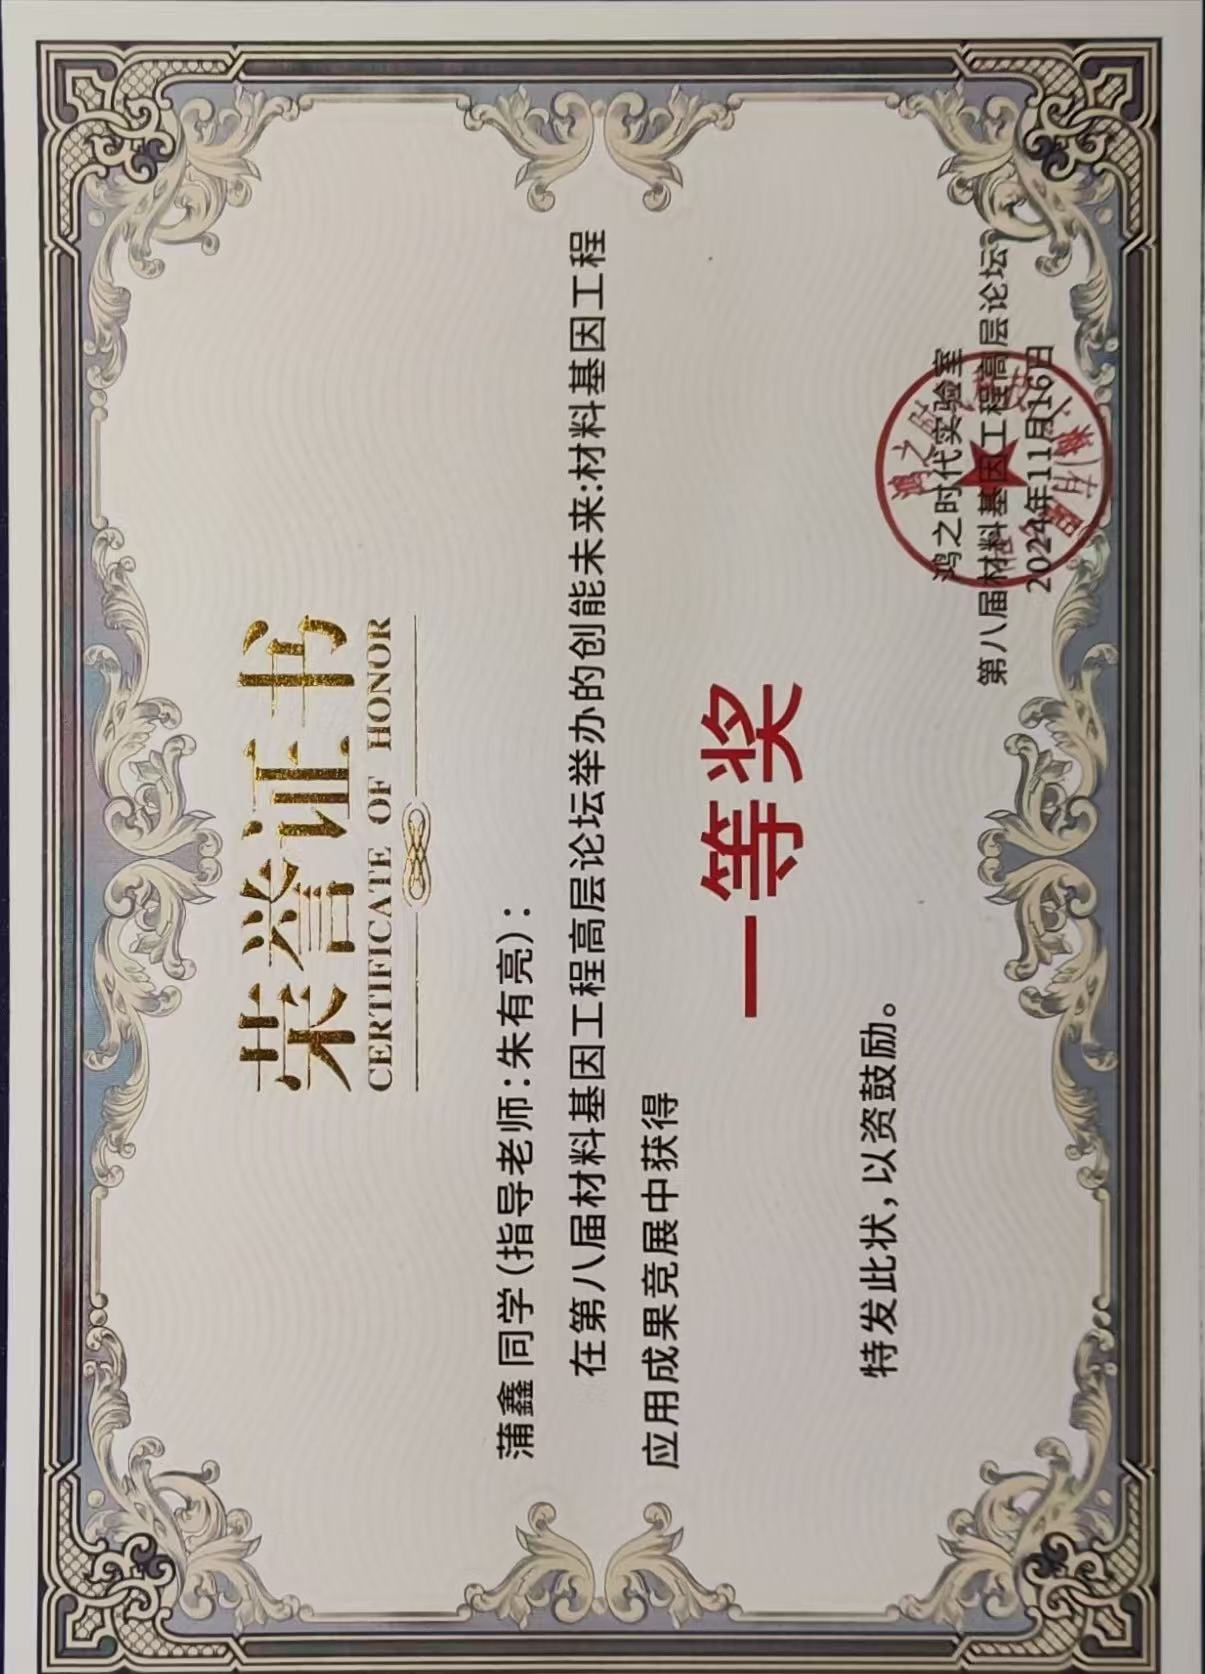 荣誉证书
CERTIFICATE OF HONOR
蒲鑫同学(指导老师:朱有亮):
在第八届材料基因工程高层论坛举办的创能未来:材料基因工程
应用成果竞展中获得
一等奖
特发此状,以资鼓励。
鸿之时代实验室
第八届材料基因工程高层论坛
2024年11月16日